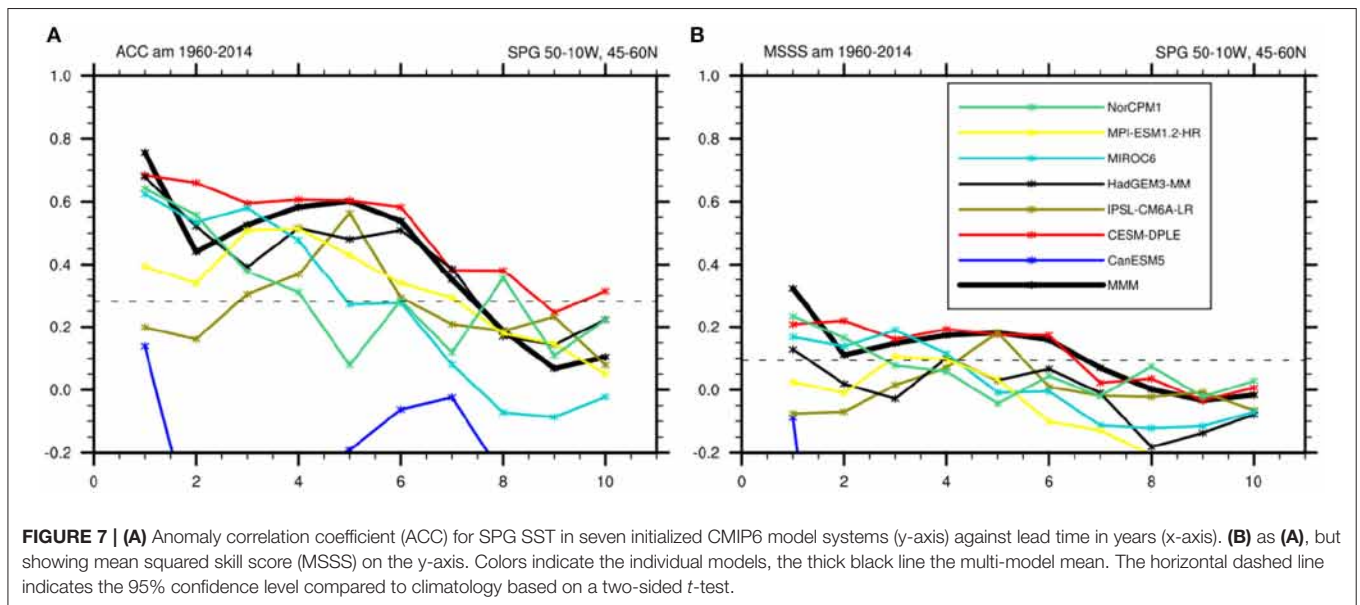 A
ACC am 1960-2014 SPG 50-10W, 45-60N
1.0
0.8
0.6
0.4
0.2
0.0
-0.2
0 2 4 6 8 10
B
MSSS am 1960-2014 SPG 50-10W, 45-60N
1.0
0.8
0.6
0.4
0.2
0.0
-0.2
0 2 4 6 8 10
NorCPM1
MPI-ESM1.2-HR
MIROC6
HadGEM3-MM
IPSL-CM6A-LR
CESM-DPLE
CanESM5
MMM
FIGURE 7 | (A) Anomaly correlation coefficient (ACC) for SPG SST in seven initialized CMIP6 model systems (y-axis) against lead time in years (x-axis). (B) as (A), but
showing mean squared skill score (MSSS) on the y-axis. Colors indicate the individual models, the thick black line the multi-model mean. The horizontal dashed line
indicates the 95% confidence level compared to climatology based on a two-sided t-test.